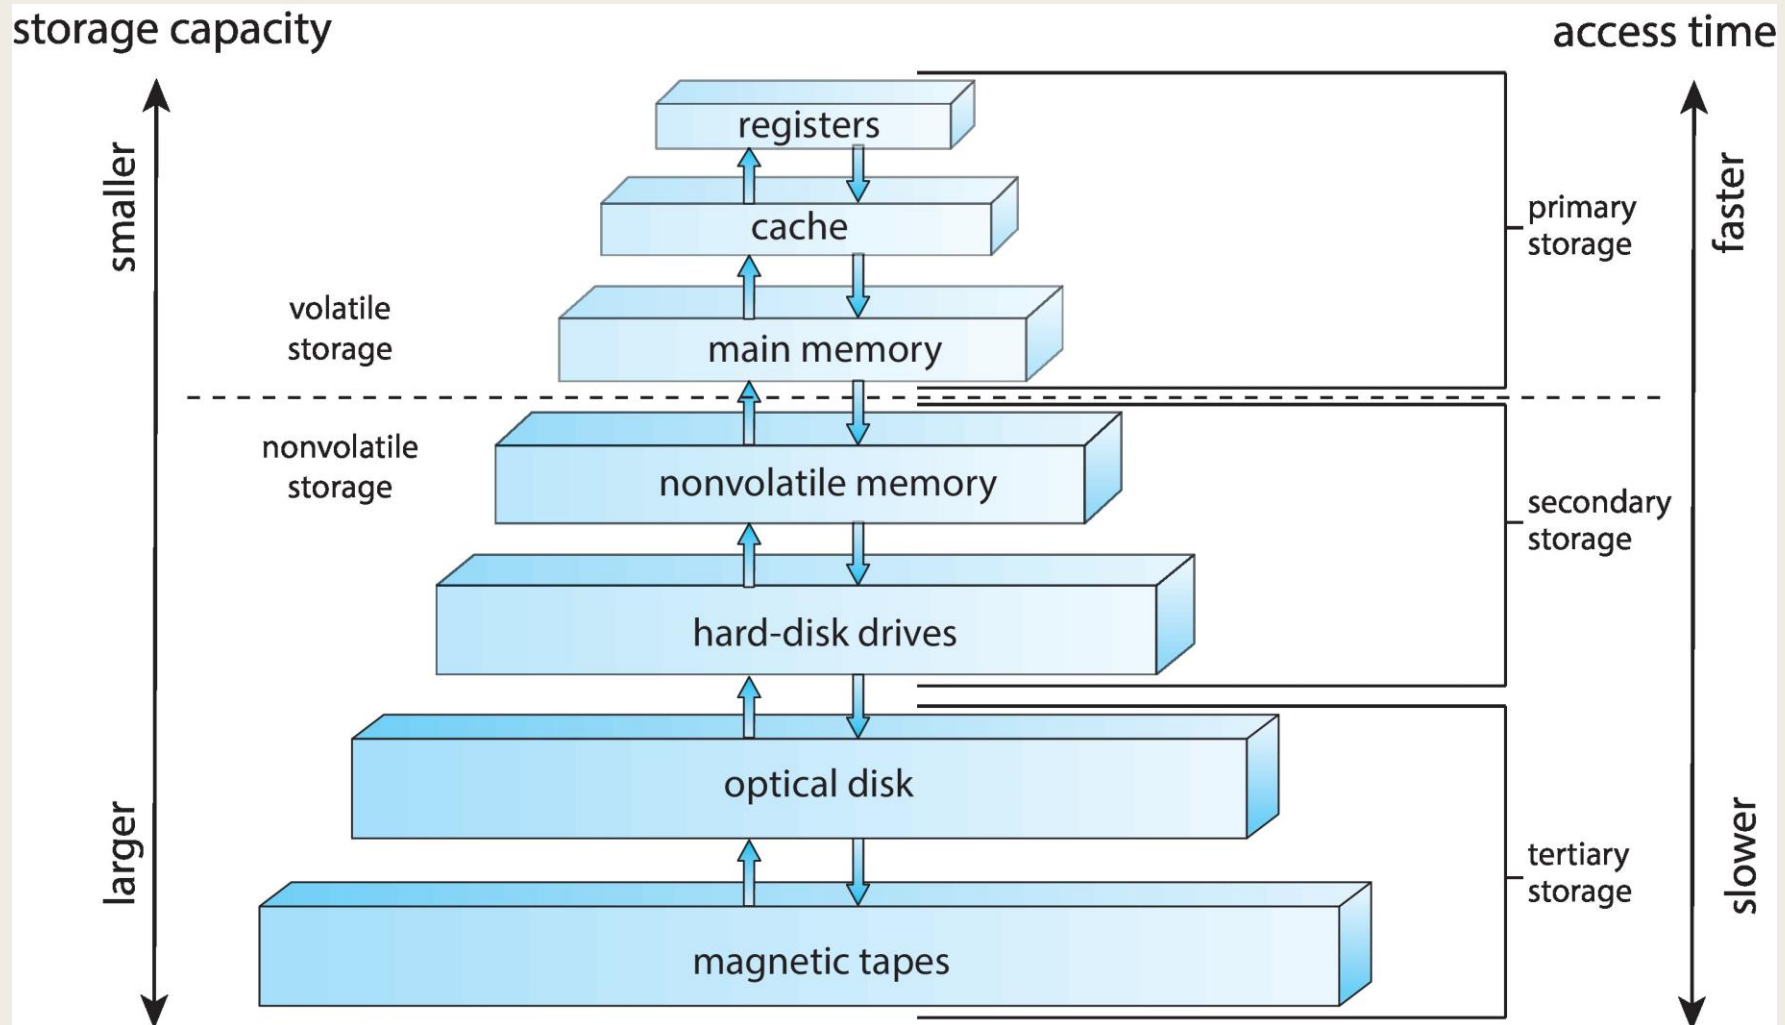 storage capacity
access time
smaller
faster
registers
cache
primary
storage
volatile
storage
main memory
nonvolatile
storage
nonvolatile memory
secondary
storage
hard-disk drives
optical disk
larger
slower
tertiary
storage
magnetic tapes